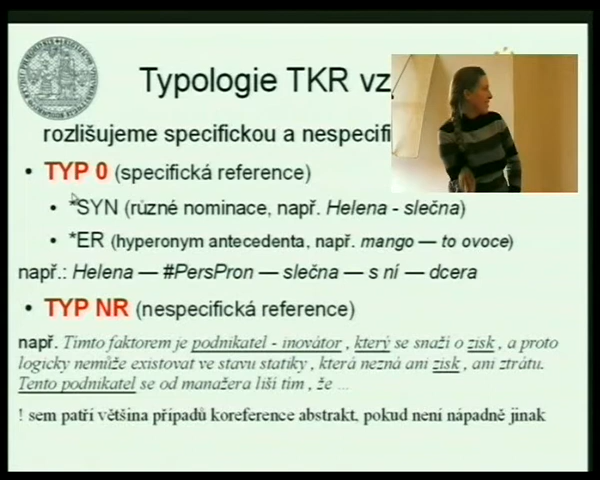 Typologie TKR vz
rozlišujeme specifickou a nespecifi
• TYP 0 (specifická reference)
• *SYN (různé nominace, např. Helena - slečna)
• *ER (hyperonym antecedenta, např. mango — to ovoce)
např.: Helena — #PersPron — slečna — s ní — dcera
• TYP NR (nespecifická reference)
např. Tímto faktorem je podnikatel - inovátor , který se snaží o zisk , a proto
logicky nemůže existovat ve stavu statiky , která nezná ani zisk , ani ztrátu.
Tento podnikatel se od manažera liší tím , že ...
! sem patří většina případů koreference abstrakt, pokud není nápadně jinak